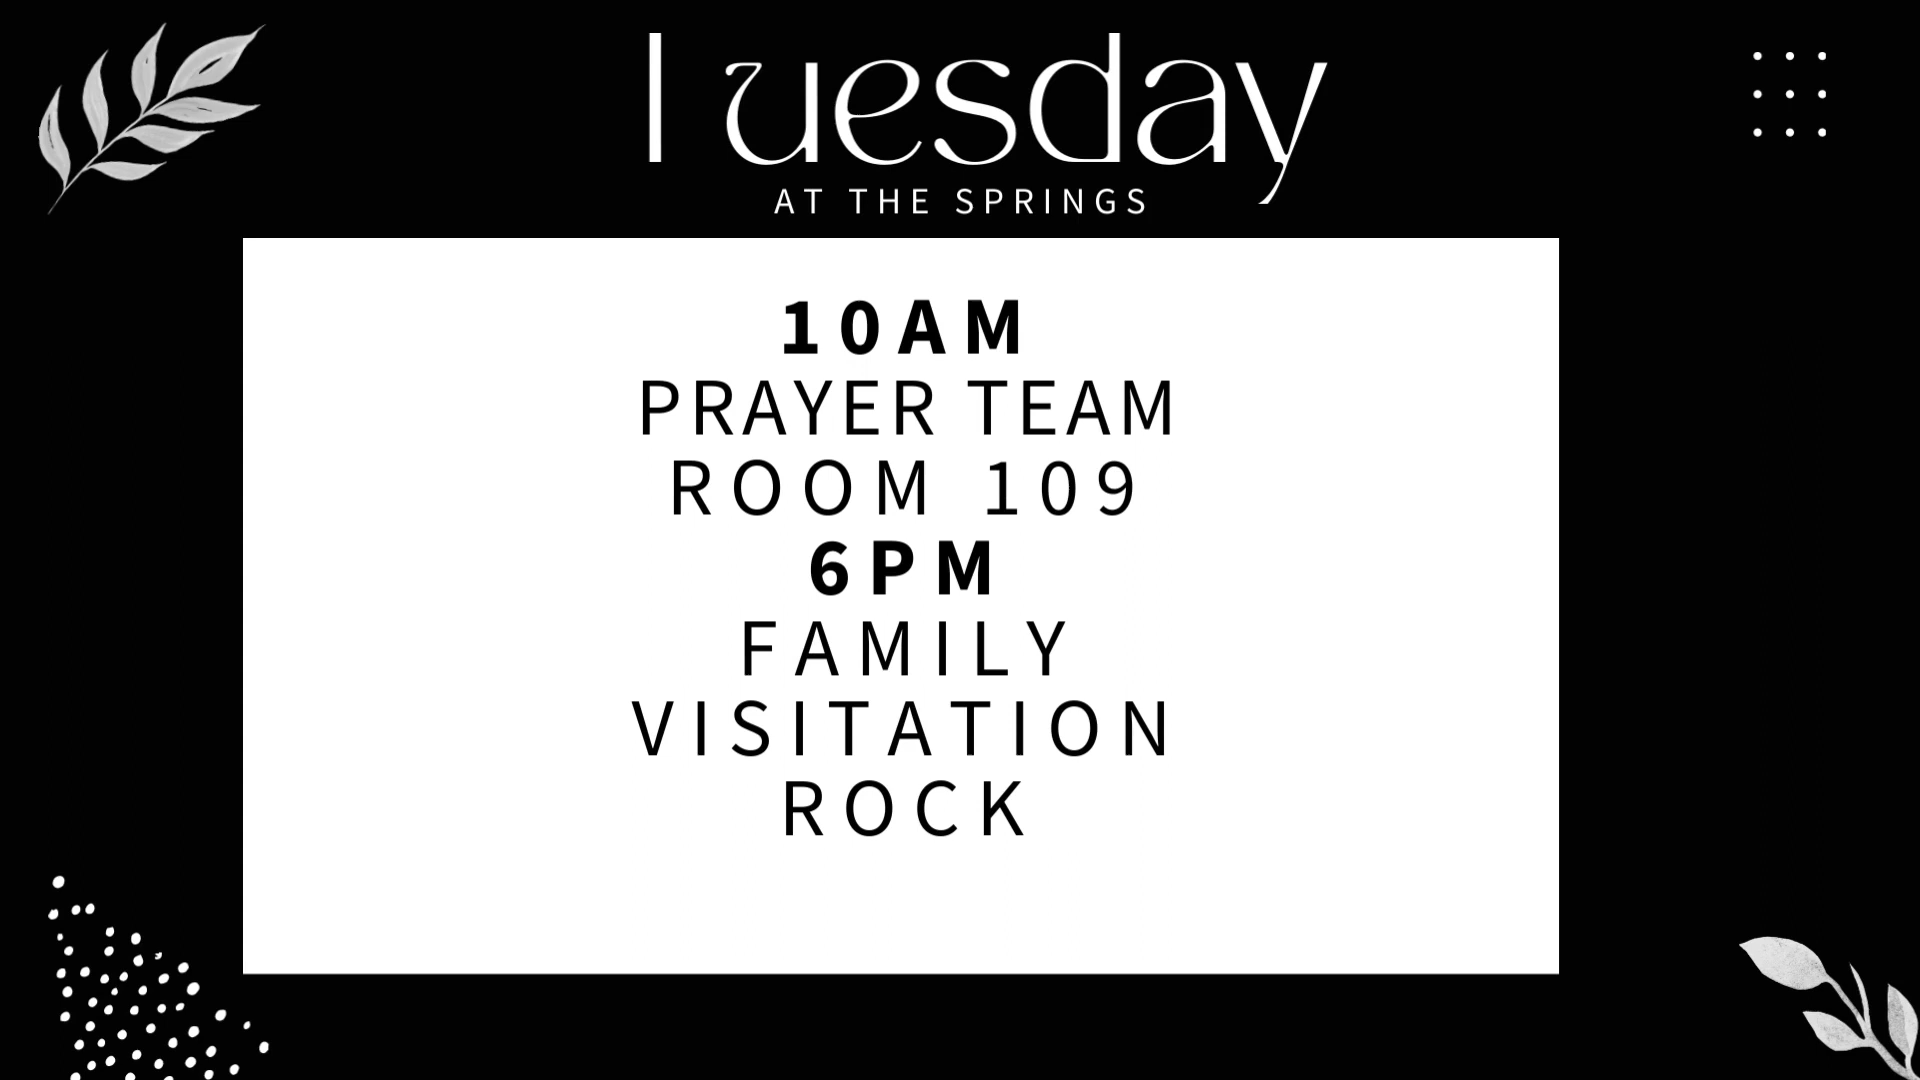 Tuesday
AT THE SPRINGS
10AM
PRAYER TEAM
ROOM 109
6PM
FAMILY
VISITATION
ROCK